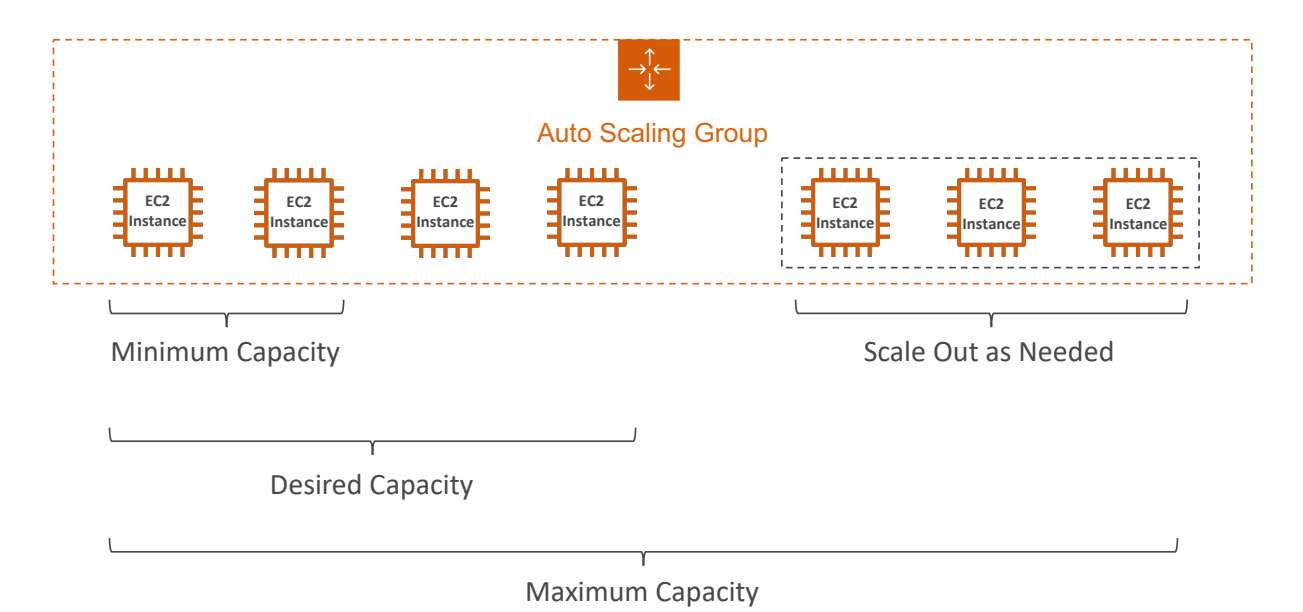 Auto Scaling Group
EC2
Instance
EC2
Instance
EC2
Instance
EC2
Instance
EC2
Instance
EC2
Instance
EC2
Instance
Minimum Capacity
Scale Out as Needed
Desired Capacity
Maximum Capacity